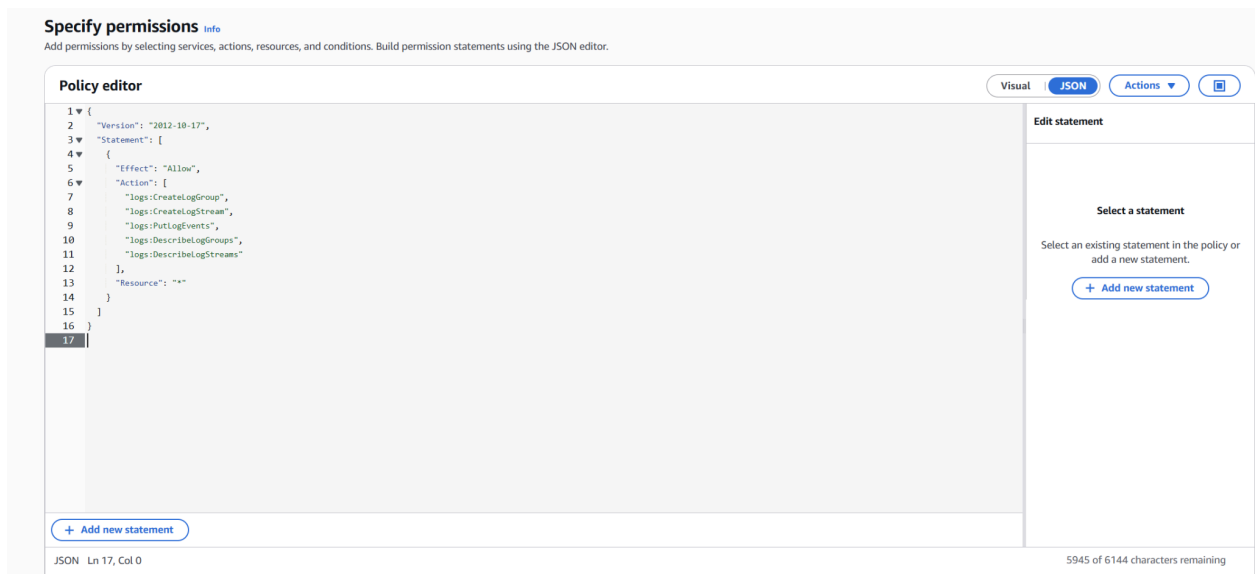 Specify permissions Info
Add permissions by selecting services, actions, resources, and conditions. Build permission statements using the JSON editor.
Policy editor
Visual
JSON
Actions ▼
1 ▼ {
2 "Version": "2012-10-17",
3 ▼ "Statement": [
4 ▼ {
5 "Effect": "Allow",
6 ▼ "Action": [
7 "logs:CreateLogGroup",
8 "logs:CreateLogStream",
9 "logs:PutLogEvents",
10 "logs:DescribeLogGroups",
11 "logs:DescribeLogStreams"
12 ],
13 "Resource": "*"
14 }
15 ]
16 }
17
Edit statement
Select a statement
Select an existing statement in the policy or
add a new statement.
+ Add new statement
+ Add new statement
JSON Ln 17, Col 0
5945 of 6144 characters remaining